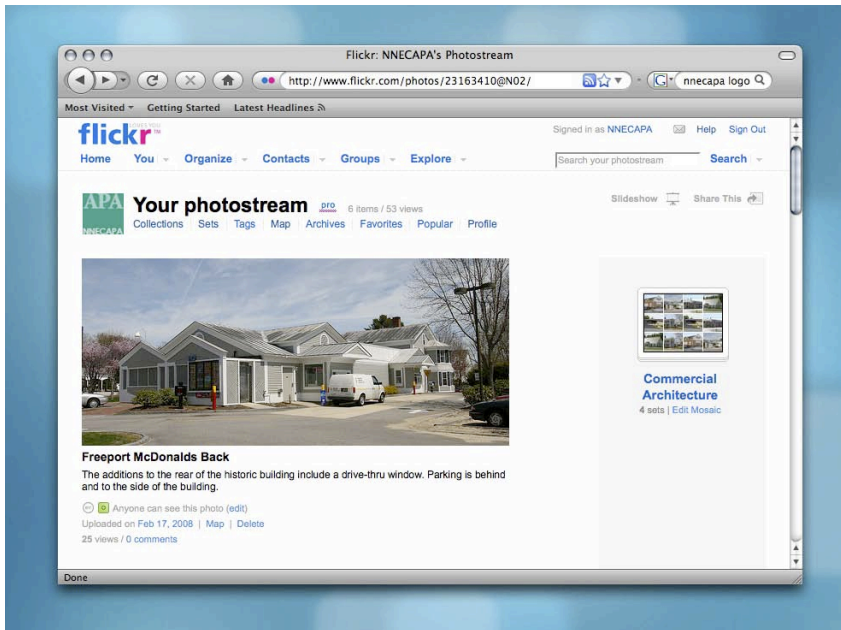 Flickr: NNECAPA's Photostream
http://www.flickr.com/photos/23163410@N02/
G
nnecapa logo
Most Visited Getting Started Latest Headlines
flickr
Signed in as NNECAPA Help Sign Out
Home You Organize Contacts Groups Explore
Search your photostream Search
APA
NNECAPA
Your photostream pro 6 items / 53 views
Slideshow Share This
Collections Sets Tags Map Archives Favorites Popular Profile
Commercial
Architecture
4 sets | Edit Mosaic
Freeport McDonalds Back
The additions to the rear of the historic building include a drive-thru window. Parking is behind
and to the side of the building.
Anyone can see this photo (edit)
Uploaded on Feb 17, 2008 | Map | Delete
25 views / 0 comments
Done